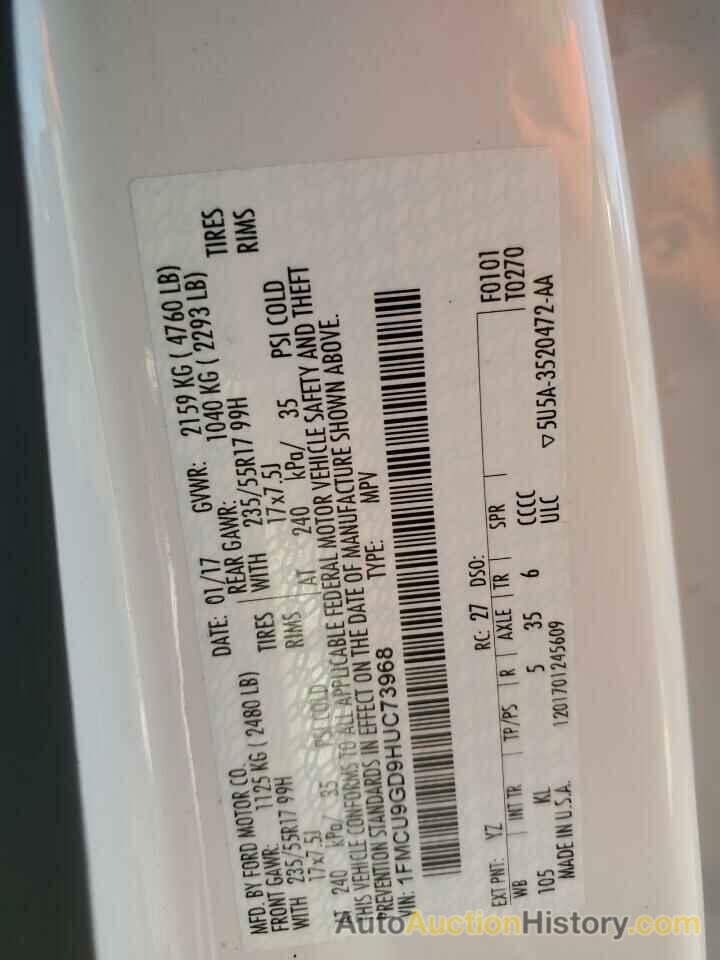 MFD. BY FORD MOTOR CO.
DATE: 01/17 GVWR: 2159 KG ( 4760 LB)
FRONT GAWR: 1125 KG ( 2480 LB)
REAR GAWR: 1040 KG ( 2293 LB)
WITH 235/55R17 99H TIRES
WITH 235/55R17 99H TIRES
17x7.5J RIMS
17x7.5J RIMS
AT 240 kPa/ 35 PSI COLD
AT 240 kPa/ 35 PSI COLD
THIS VEHICLE CONFORMS TO ALL APPLICABLE FEDERAL MOTOR VEHICLE SAFETY AND THEFT
PREVENTION STANDARDS IN EFFECT ON THE DATE OF MANUFACTURE SHOWN ABOVE.
VIN: 1FMCU9GD9HUC73968 TYPE: MPV
EXT PNT: YZ RC: 27 DSO: F0101
WB INT TR TP/PS R AXLE TR SPR T0270
105 KL 5 35 6 CCCC
MADE IN U.S.A. 1201701245609 ULC ▽5U5A-3520472-AA
AutoAuctionHistory.com